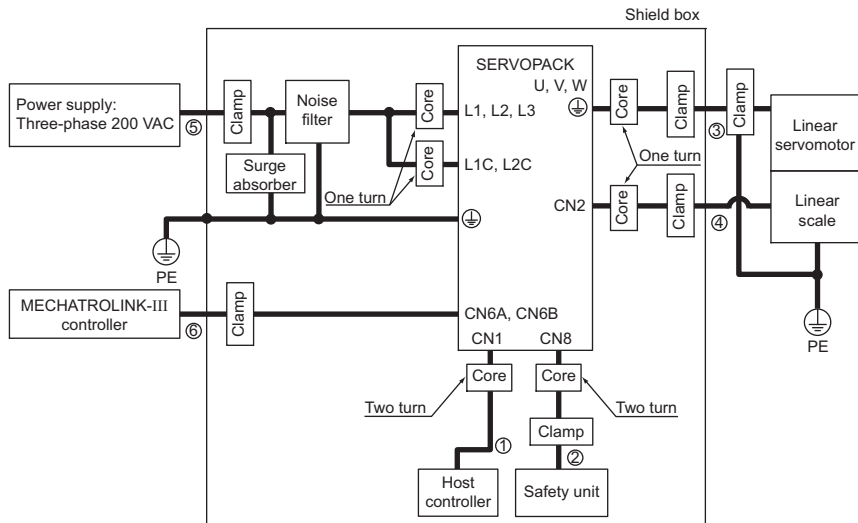 Shield box
SERVOPACK
U, V, W
Power supply:
Three-phase 200 VAC
⑤
Clamp
Noise
filter
Core
L1, L2, L3
Core
Clamp
③
Clamp
Linear
servomotor
Surge
absorber
Core
L1C, L2C
One turn
One turn
CN2
Core
Clamp
④
Linear
scale
PE
MECHATROLINK-III
controller
⑥
Clamp
CN6A, CN6B
CN1
CN8
PE
Core
Core
Two turn
Two turn
Clamp
①
②
Host
controller
Safety unit